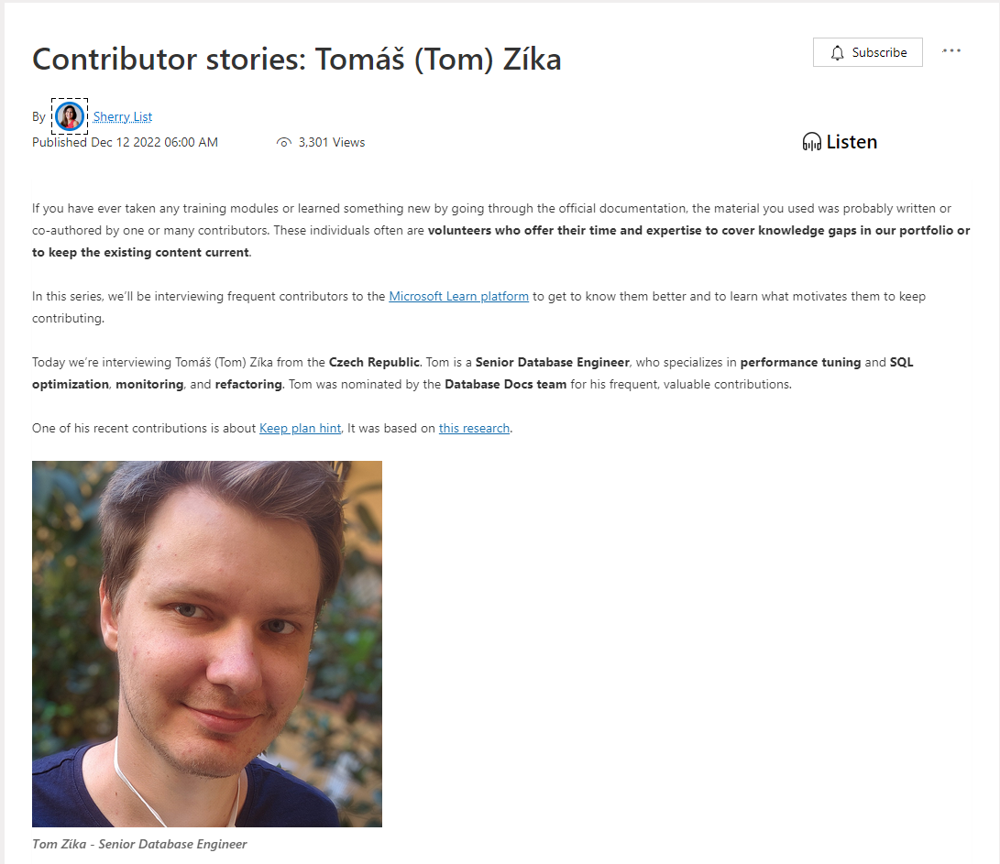 Contributor stories: Tomáš (Tom) Zíka
Subscribe
By Sherry List
Published Dec 12 2022 06:00 AM
3,301 Views
Listen
If you have ever taken any training modules or learned something new by going through the official documentation, the material you used was probably written or
co-authored by one or many contributors. These individuals often are volunteers who offer their time and expertise to cover knowledge gaps in our portfolio or
to keep the existing content current.
In this series, we’ll be interviewing frequent contributors to the Microsoft Learn platform to get to know them better and to learn what motivates them to keep
contributing.
Today we’re interviewing Tomáš (Tom) Zíka from the Czech Republic. Tom is a Senior Database Engineer, who specializes in performance tuning and SQL
optimization, monitoring, and refactoring. Tom was nominated by the Database Docs team for his frequent, valuable contributions.
One of his recent contributions is about Keep plan hint, It was based on this research.
Tom Zíka - Senior Database Engineer